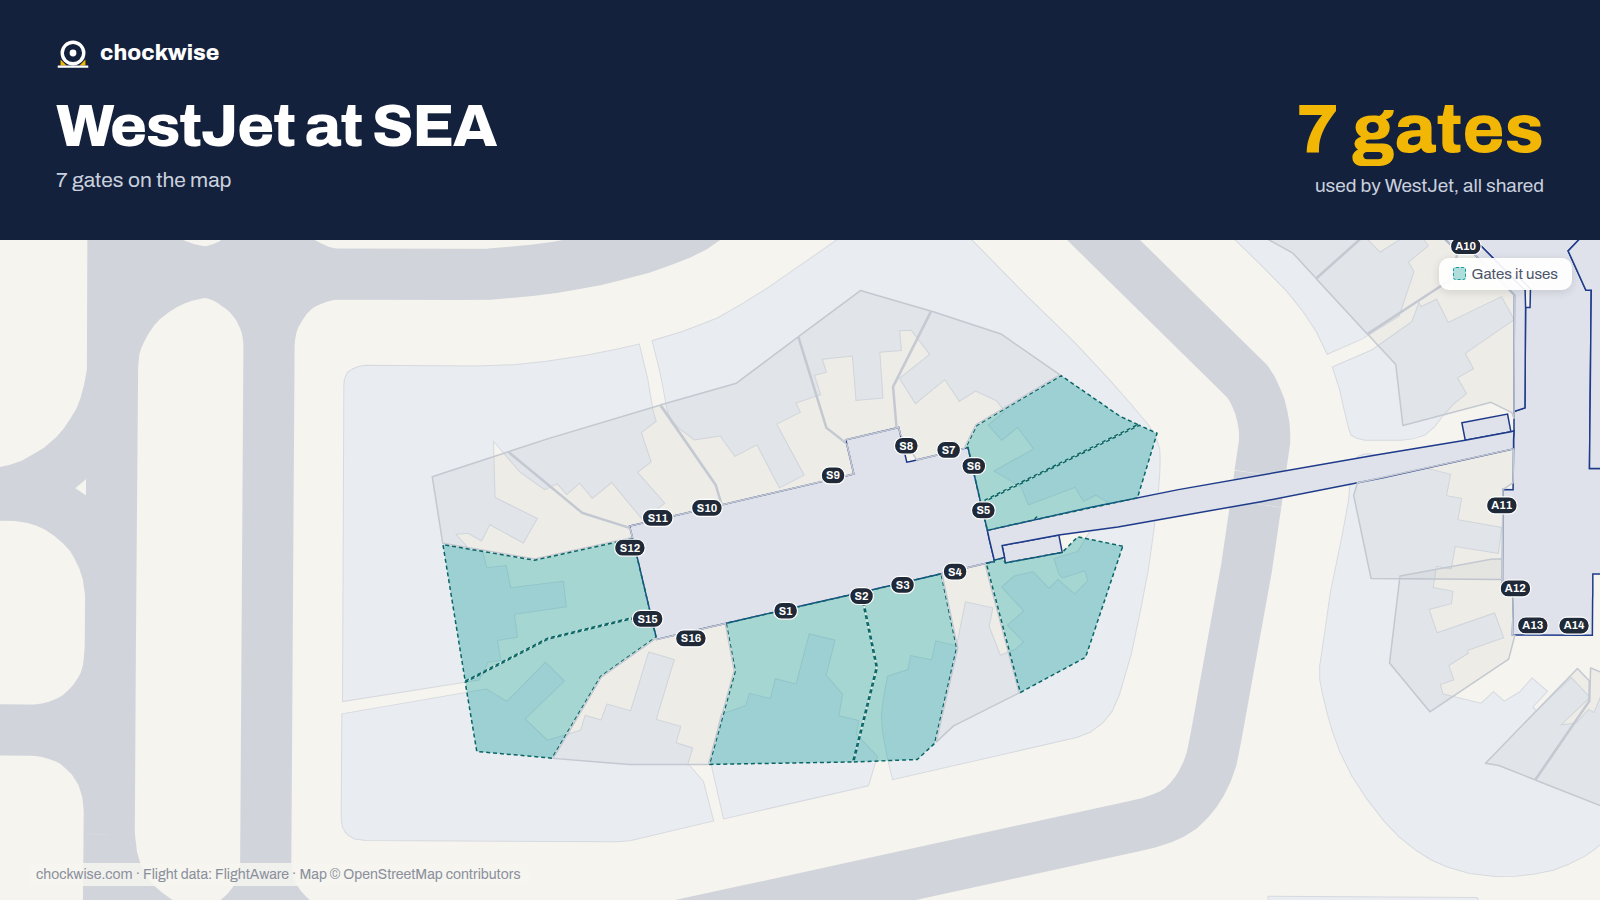 chockwise
WestJet at SEA
7 gates on the map
7 gates
used by WestJet, all shared
A10
Gates it uses
S8
S7
S6
S9
S10
S11
S5
A11
S12
S4
S3
A12
S2
S1
S15
S16
A13
A14
chockwise.com · Flight data: FlightAware · Map © OpenStreetMap contributors